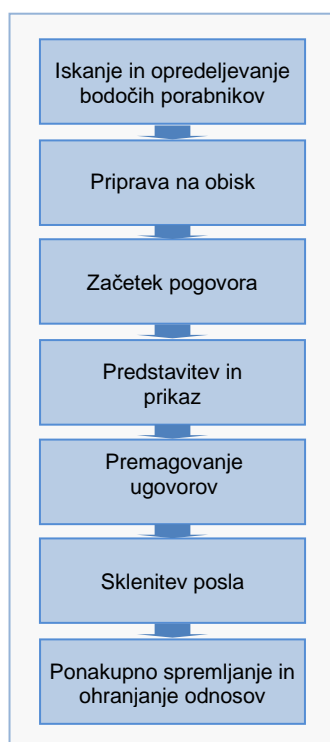 Iskanje in opredeljevanje
bodočih porabnikov
Priprava na obisk
Začetek pogovora
Predstavitev in
prikaz
Premagovanje
ugovorov
Sklenitev posla
Ponakupno spremljanje in
ohranjanje odnosov